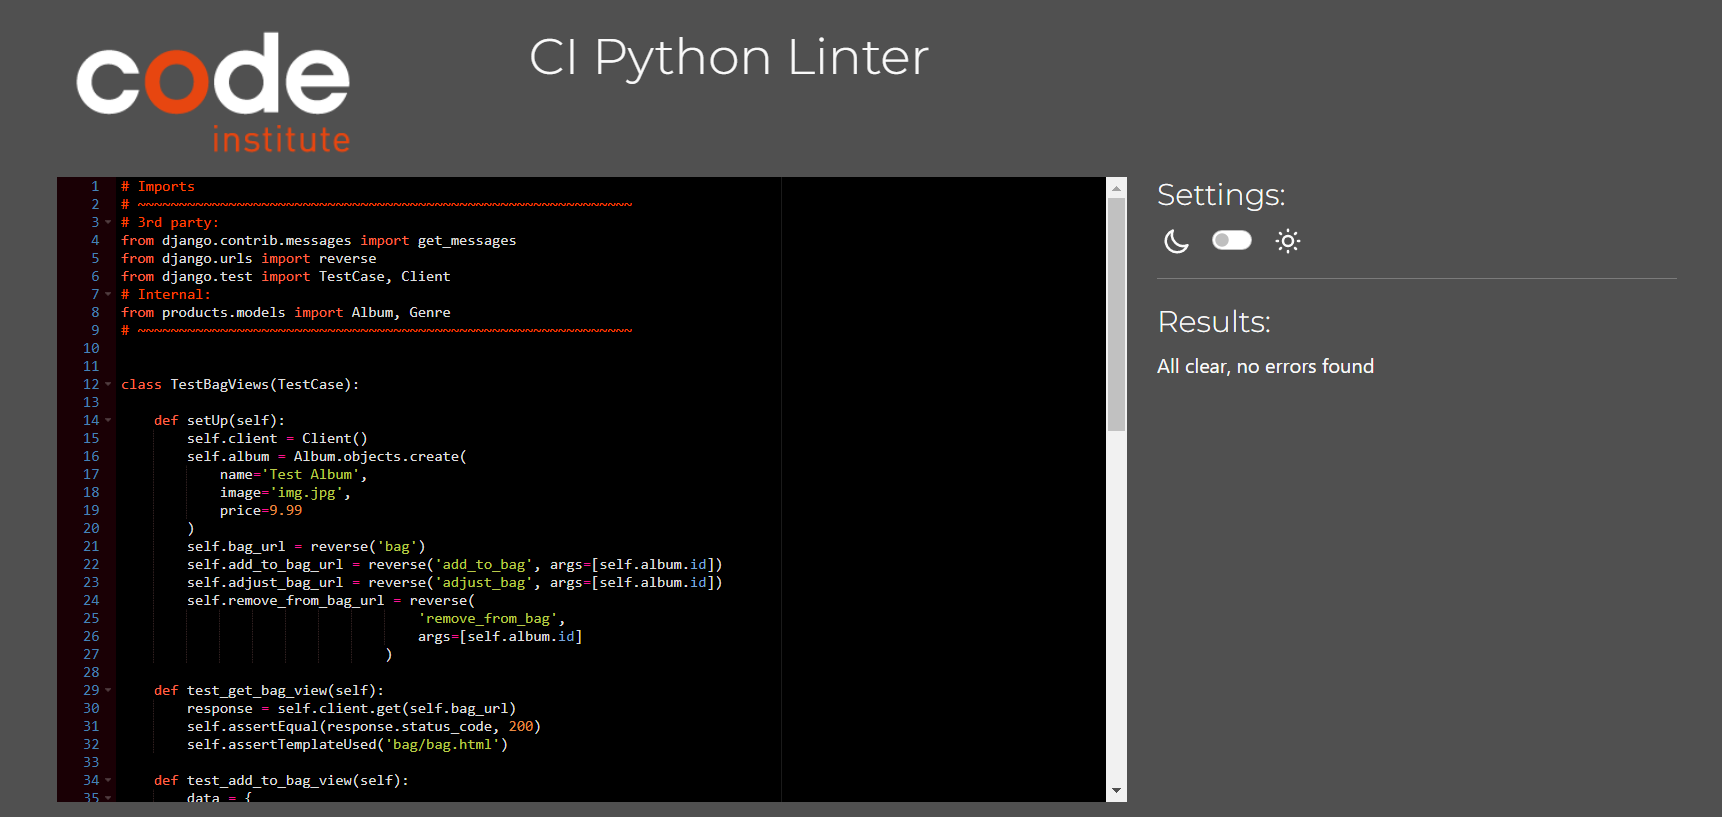 code
institute
CI Python Linter
1 # Imports
2 # ~~~~~~~~~~~~~~~~~~~~~~~~~~~~~~~~~~~~~~~~~~~~~~~~~~~~~~~~~~~~
3 # 3rd party:
4 from django.contrib.messages import get_messages
5 from django.urls import reverse
6 from django.test import TestCase, Client
7 # Internal:
8 from products.models import Album, Genre
9 # ~~~~~~~~~~~~~~~~~~~~~~~~~~~~~~~~~~~~~~~~~~~~~~~~~~~~~~~~~~~~
10
11
12 class TestBagViews(TestCase):
13
14     def setUp(self):
15         self.client = Client()
16         self.album = Album.objects.create(
17             name='Test Album',
18             image='img.jpg',
19             price=9.99
20         )
21         self.bag_url = reverse('bag')
22         self.add_to_bag_url = reverse('add_to_bag', args=[self.album.id])
23         self.adjust_bag_url = reverse('adjust_bag', args=[self.album.id])
24         self.remove_from_bag_url = reverse(
25                                     'remove_from_bag',
26                                     args=[self.album.id]
27                                 )
28
29     def test_get_bag_view(self):
30         response = self.client.get(self.bag_url)
31         self.assertEqual(response.status_code, 200)
32         self.assertTemplateUsed('bag/bag.html')
33
34     def test_add_to_bag_view(self):
35         data = {
Settings:
Results:
All clear, no errors found